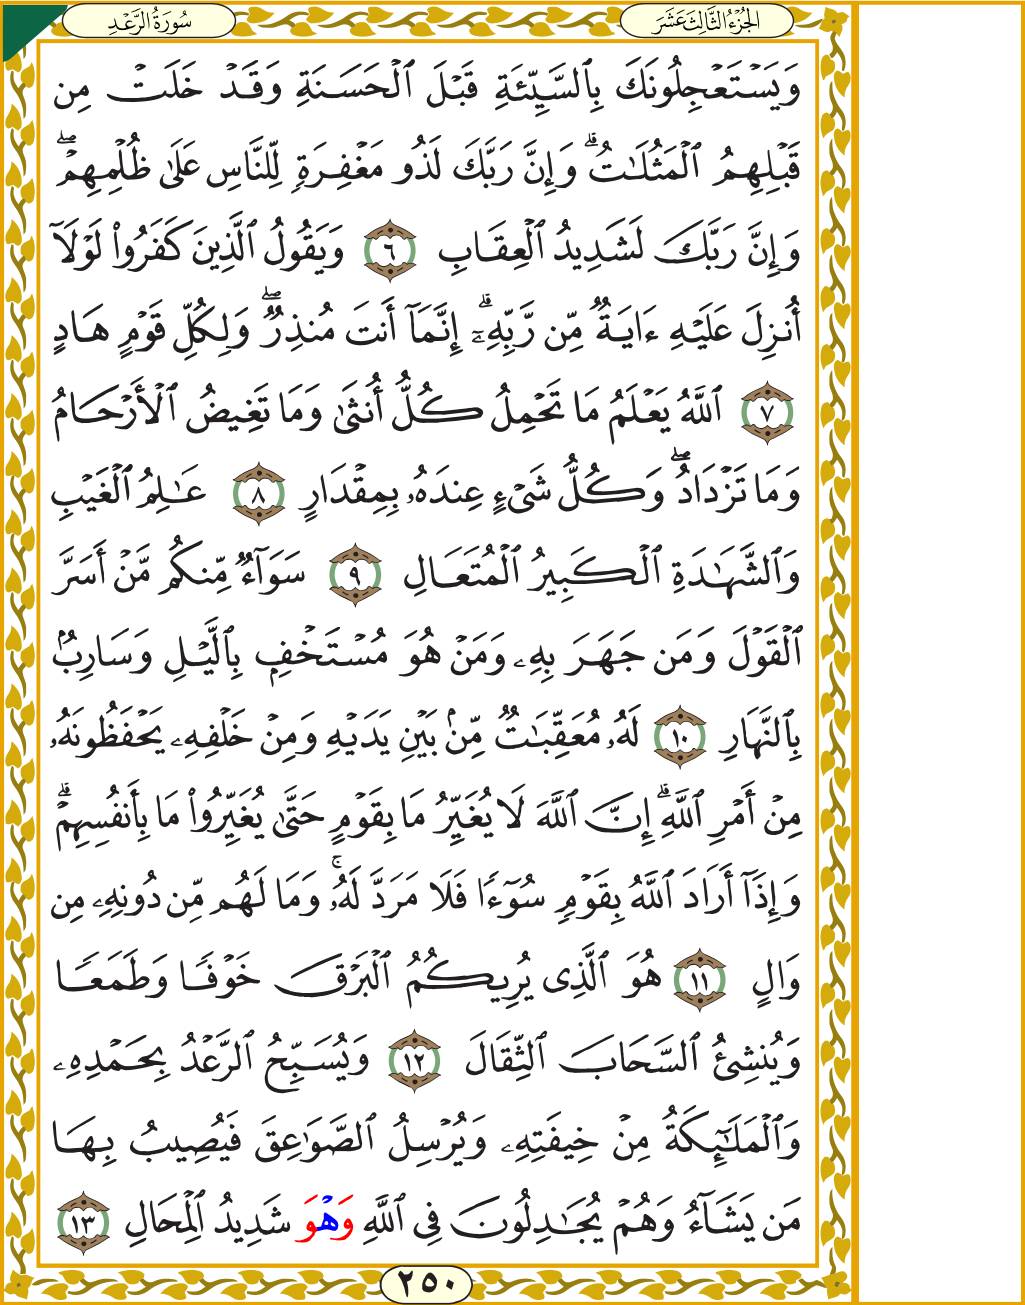 الجُزْءُ الثَّالِثَ عَشَرَ
سُورَةُ الرَّعْدِ
وَيَسْتَعْجِلُونَكَ بِالسَّيِّئَةِ قَبْلَ ٱلْحَسَنَةِ وَقَدْ خَلَتْ مِن
قَبْلِهِمُ ٱلْمَثُلَـٰتُۗ وَإِنَّ رَبَّكَ لَذُو مَغْفِرَةٍ لِّلنَّاسِ عَلَىٰ ظُلْمِهِمْۖ
وَإِنَّ رَبَّكَ لَشَدِيدُ ٱلْعِقَابِ ٦ وَيَقُولُ ٱلَّذِينَ كَفَرُوا۟ لَوْلَآ
أُنزِلَ عَلَيْهِ ءَايَةٌ مِّن رَّبِّهِۦٓۗ إِنَّمَآ أَنتَ مُنذِرٌۖ وَلِكُلِّ قَوْمٍ هَادٍ
٧ ٱللَّهُ يَعْلَمُ مَا تَحْمِلُ كُلُّ أُنثَىٰ وَمَا تَغِيضُ ٱلْأَرْحَامُ
وَمَا تَزْدَادُۖ وَكُلُّ شَىْءٍ عِندَهُۥ بِمِقْدَارٍ ٨ عَـٰلِمُ ٱلْغَيْبِ
وَٱلشَّهَـٰدَةِ ٱلْكَبِيرُ ٱلْمُتَعَالِ ٩ سَوَآءٌ مِّنكُم مَّنْ أَسَرَّ
ٱلْقَوْلَ وَمَن جَهَرَ بِهِۦ وَمَنْ هُوَ مُسْتَخْفٍۭ بِٱلَّيْلِ وَسَارِبٌۢ
بِٱلنَّهَارِ ١٠ لَهُۥ مُعَقِّبَـٰتٌ مِّنۢ بَيْنِ يَدَيْهِ وَمِنْ خَلْفِهِۦ يَحْفَظُونَهُۥ
مِنْ أَمْرِ ٱللَّهِۗ إِنَّ ٱللَّهَ لَا يُغَيِّرُ مَا بِقَوْمٍ حَتَّىٰ يُغَيِّرُوا۟ مَا بِأَنفُسِهِمْۗ
وَإِذَآ أَرَادَ ٱللَّهُ بِقَوْمٍ سُوٓءًا فَلَا مَرَدَّ لَهُۥۚ وَمَا لَهُم مِّن دُونِهِۦ مِن
وَالٍ ١١ هُوَ ٱلَّذِى يُرِيكُمُ ٱلْبَرْقَ خَوْفًا وَطَمَعًا
وَيُنشِئُ ٱلسَّحَابَ ٱلثِّقَالَ ١٢ وَيُسَبِّحُ ٱلرَّعْدُ بِحَمْدِهِۦ
وَٱلْمَلَـٰٓئِكَةُ مِنْ خِيفَتِهِۦ وَيُرْسِلُ ٱلصَّوَٰعِقَ فَيُصِيبُ بِهَا
مَن يَشَآءُ وَهُمْ يُجَـٰدِلُونَ فِى ٱللَّهِ وَهْوَ شَدِيدُ ٱلْمِحَالِ ١٣
٢٥٠